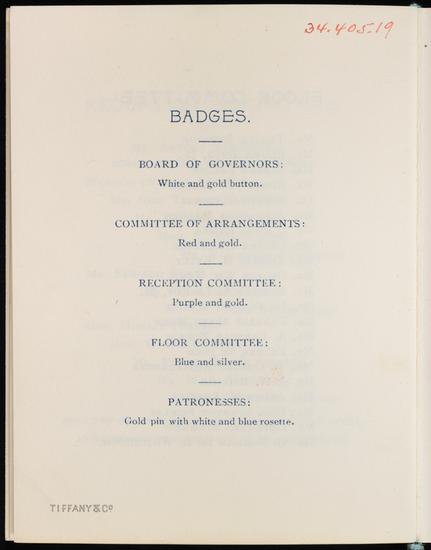 34.405.19
BADGES.
BOARD OF GOVERNORS:
White and gold button.
COMMITTEE OF ARRANGEMENTS:
Red and gold.
RECEPTION COMMITTEE:
Purple and gold.
FLOOR COMMITTEE:
Blue and silver.
PATRONESSES:
Gold pin with white and blue rosette.
TIFFANY & Co